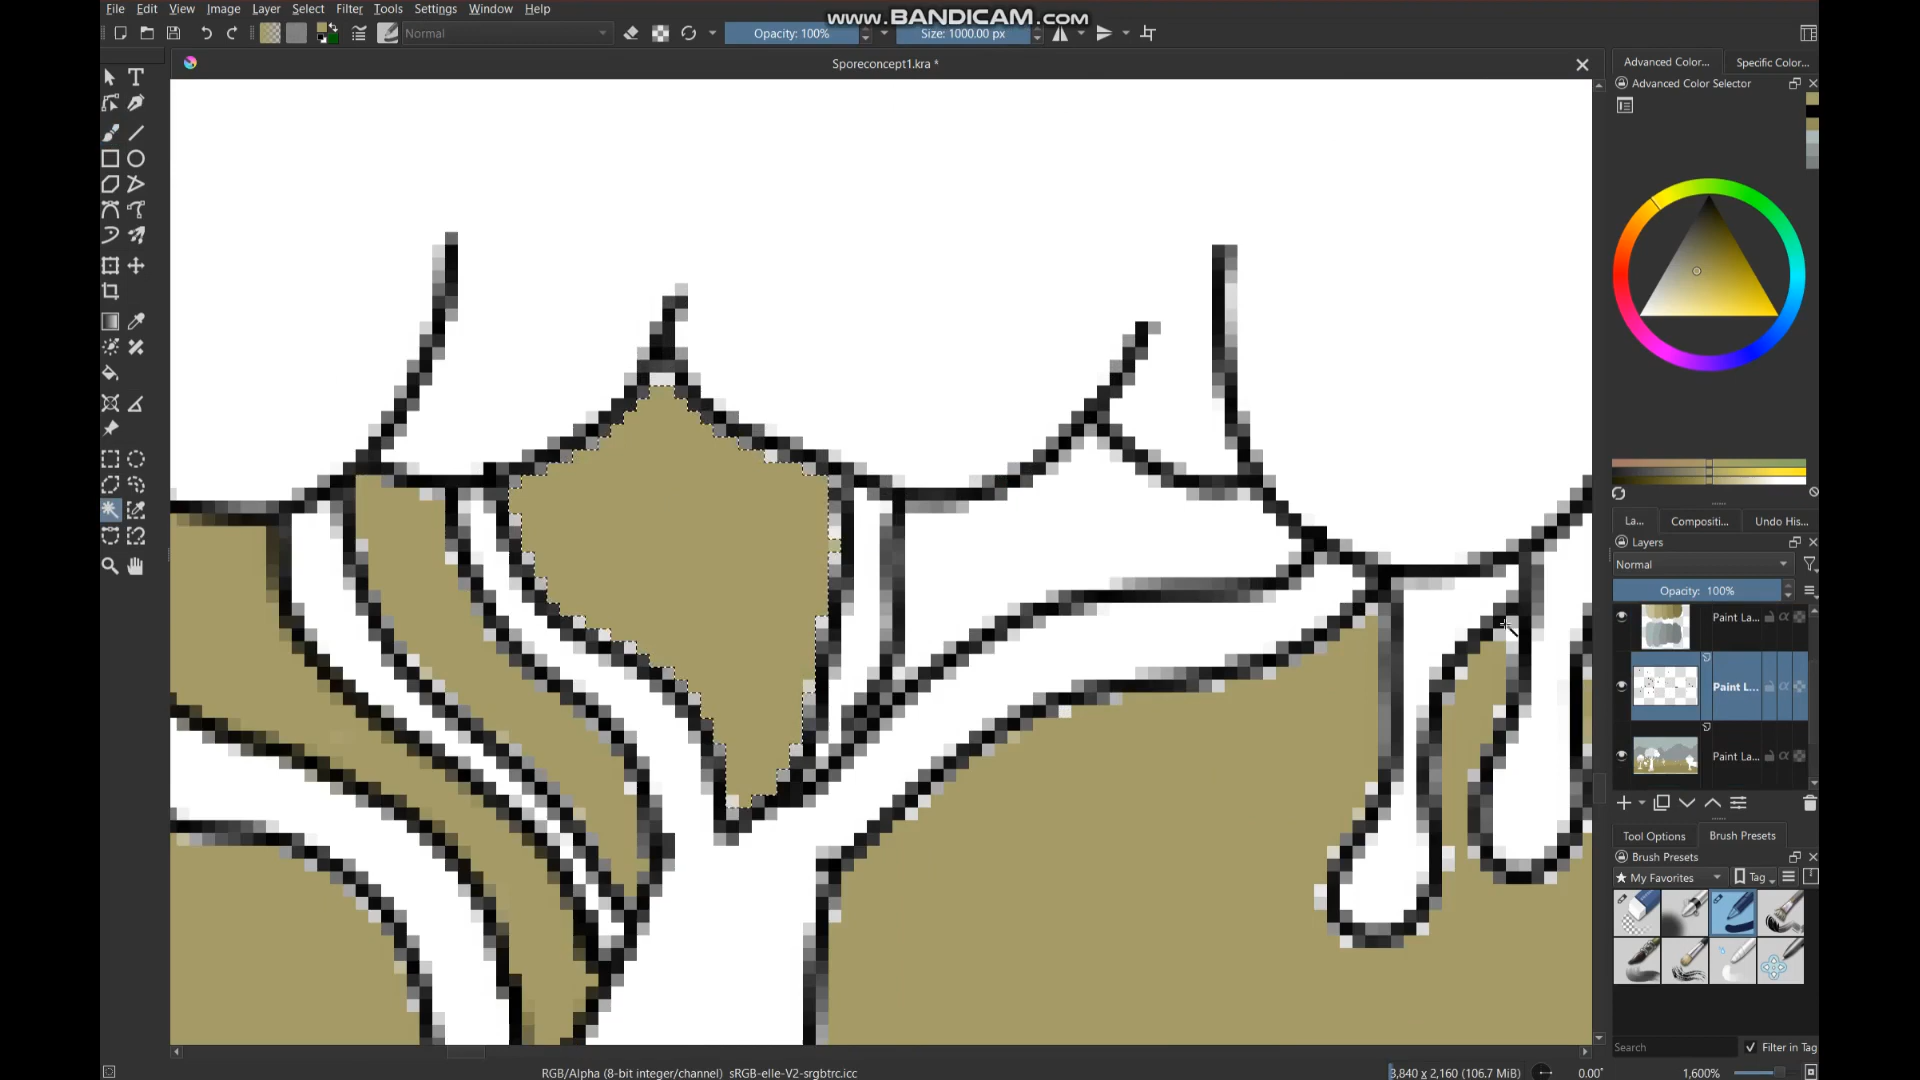 File Edit View Image Layer Select Filter Tools Settings Window Help
www.BANDICAM.com
Normal
Opacity: 100%
Size: 1000.00 px
Sporeconcept1.kra *
Advanced Color...
Specific Color...
Advanced Color Selector
La...
Compositi...
Undo His...
Layers
Normal
Opacity: 100%
Paint La...
Paint L...
Paint La...
Tool Options
Brush Presets
Brush Presets
My Favorites
Tag
Search
Filter in Tag
RGB/Alpha (8-bit integer/channel) sRGB-elle-V2-srgbtrc.icc
3,840 x 2,160 (106.7 MiB)
0.00°
1,600%